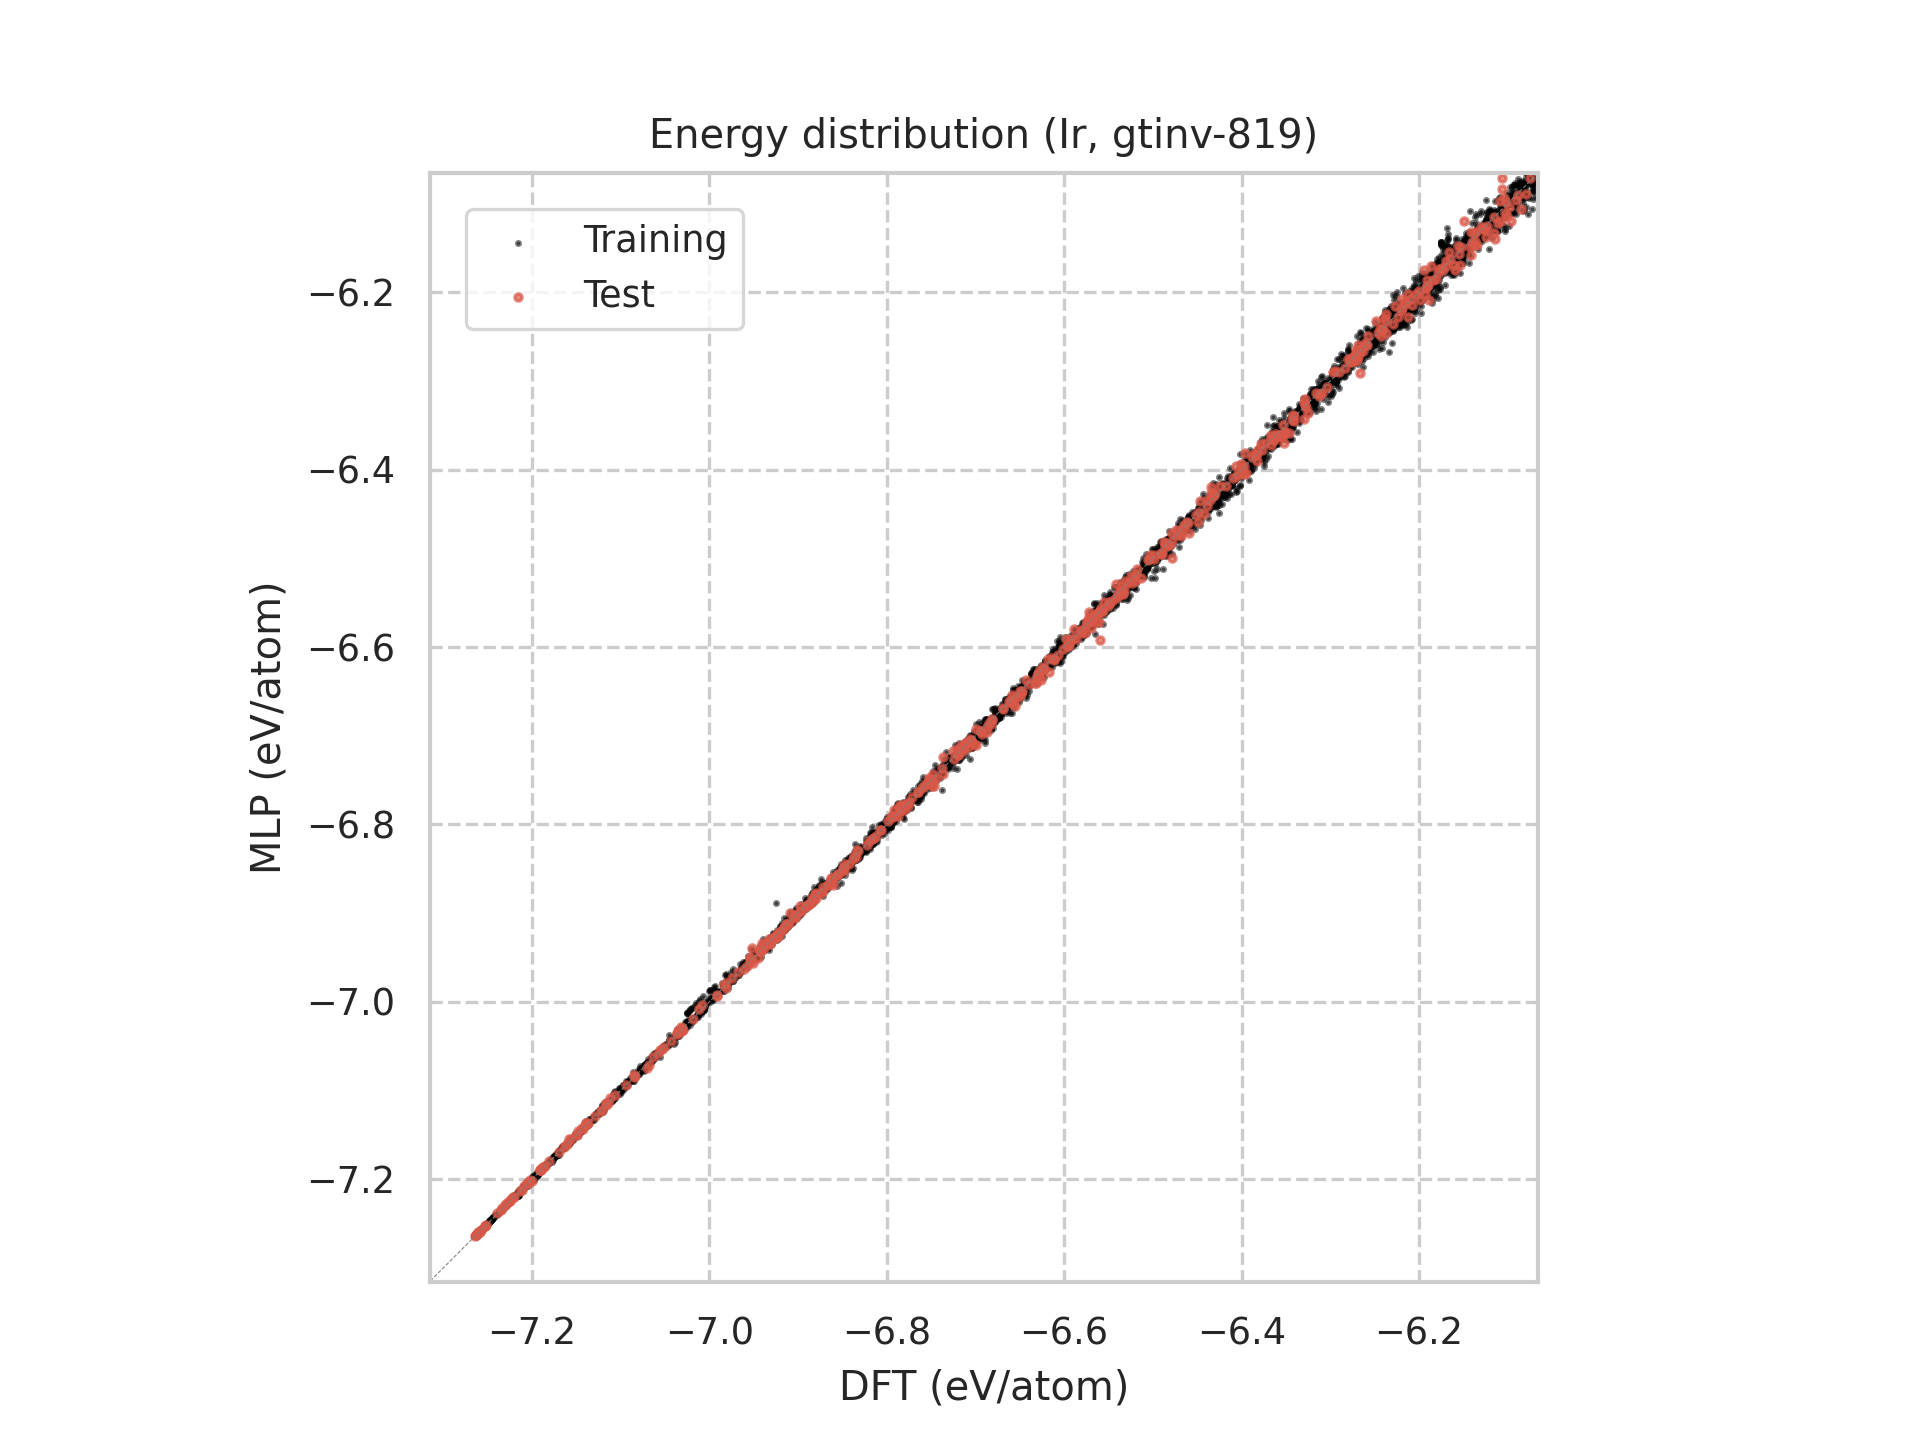 Energy distribution (Ir, gtinv-819)
Training
Test
MLP (eV/atom)
−6.2
−6.4
−6.6
−6.8
−7.0
−7.2
−7.2
−7.0
−6.8
−6.6
−6.4
−6.2
DFT (eV/atom)